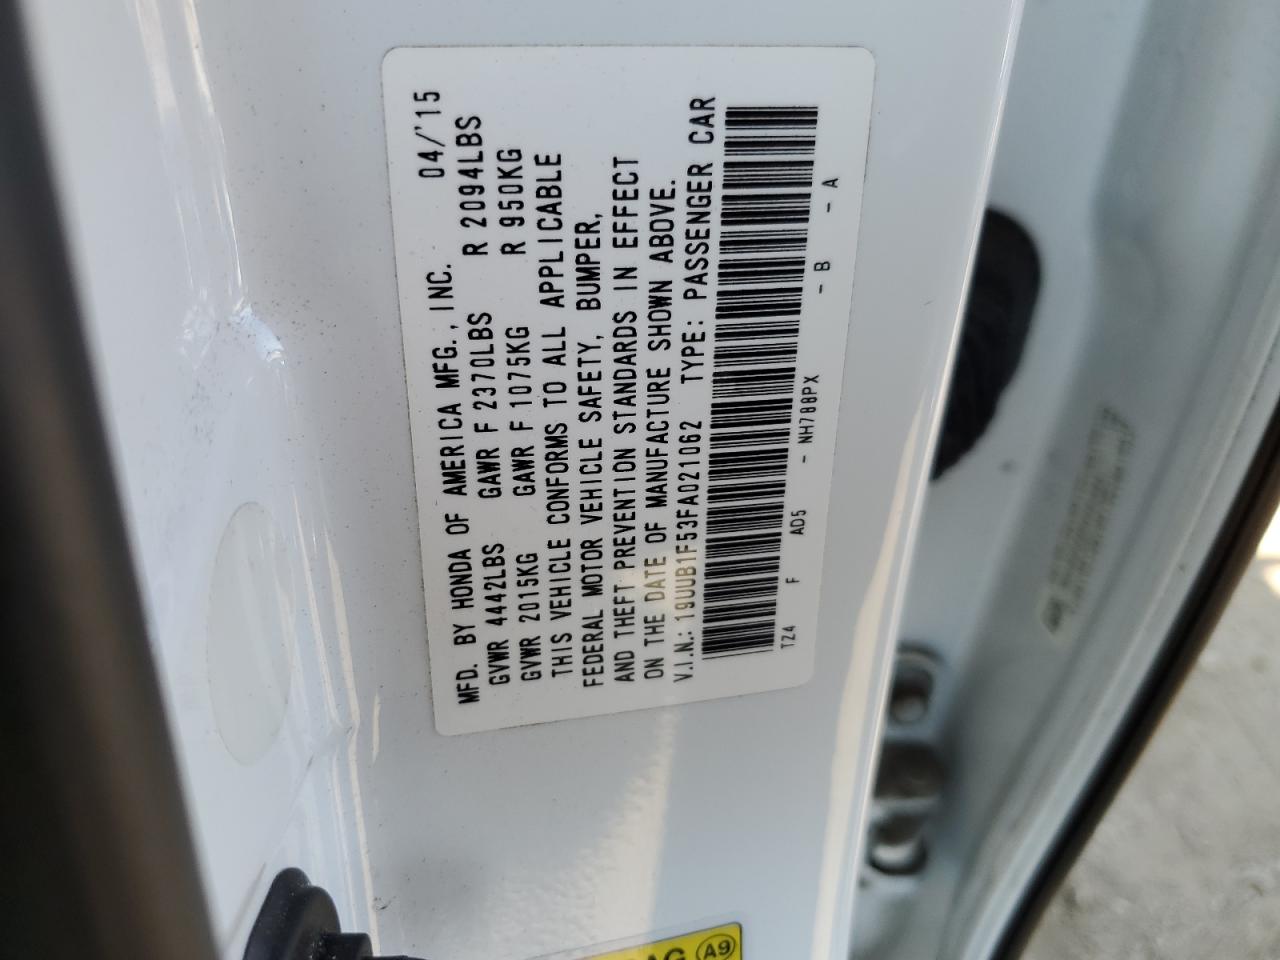 MFD. BY HONDA OF AMERICA MFG., INC. 04/'15
GVWR 4442LBS GAWR F 2370LBS R 2094LBS
GVWR 2015KG GAWR F 1075KG R 950KG
THIS VEHICLE CONFORMS TO ALL APPLICABLE
FEDERAL MOTOR VEHICLE SAFETY, BUMPER,
AND THEFT PREVENTION STANDARDS IN EFFECT
ON THE DATE OF MANUFACTURE SHOWN ABOVE.
V.I.N.: 19UUB1F53FA021062 TYPE: PASSENGER CAR
TZ4 F AD5 - NH788PX - B - A
AG A9